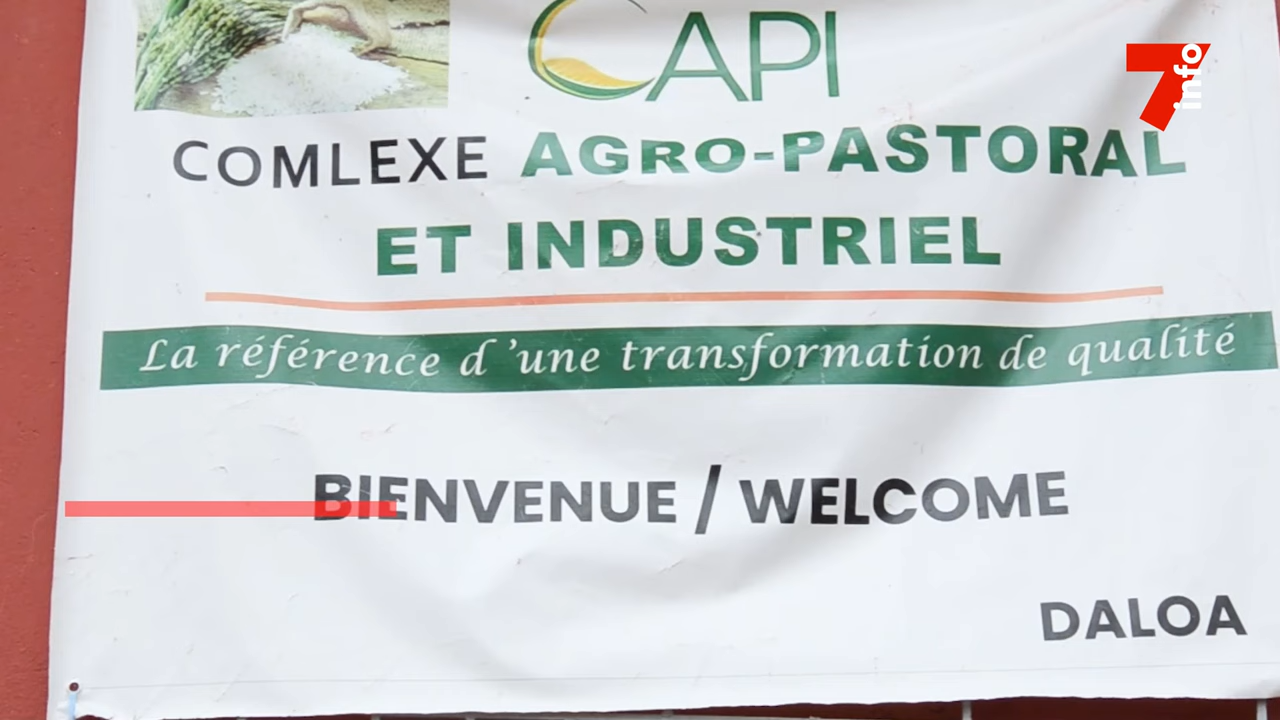 CAPI
7info
COMLEXE AGRO-PASTORAL
ET INDUSTRIEL
La référence d'une transformation de qualité
BIENVENUE / WELCOME
DALOA